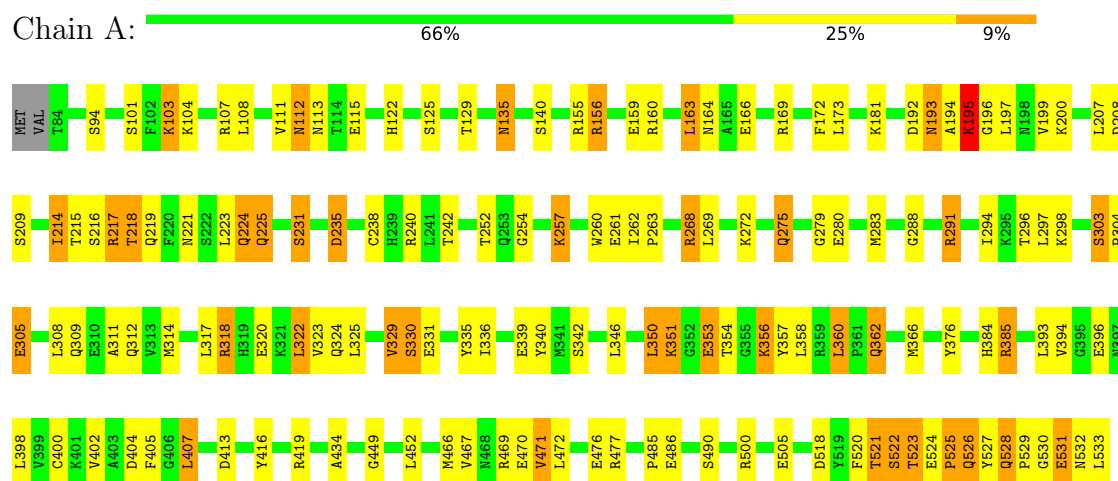 Chain A:
66% 25% 9%
MET VAL T84 S94 S101 F102 K103 K104 R107 L108 V111 N112 N113 T114 E115 H122 S125 T129 N135 S140 R155 R156 E159 R160 L163 N164 A165 E166 R169 F172 L173 K181 D192 N193 A194 K195 G196 L197 N198 V199 K200 L207
S209 I214 T215 S216 R217 T218 Q219 F220 N221 S222 L223 Q224 Q225 S231 D235 C238 H239 R240 L241 T242 T252 Q253 G254 K257 W260 E261 I262 P263 R268 L269 K272 Q275 G279 E280 M283 G288 R291 I294 K295 T296 L297 K298 S303
E305 L308 Q309 E310 A311 Q312 V313 M314 L317 R318 H319 E320 K321 L322 V323 Q324 L325 V329 S330 E331 Y335 I336 E339 Y340 M341 S342 L346 L350 K351 G352 E353 T354 G355 K356 Y357 L358 R359 L360 P361 Q362 M366 Y376 H384 R385 L393 V394 G395 E396 N397
L398 V399 C400 K401 V402 A403 D404 F405 G406 L407 D413 Y416 R419 A434 G449 L452 M466 V467 N468 R469 E470 V471 L472 E476 R477 P485 E486 S490 R500 E505 D518 Y519 F520 T521 S522 T523 E524 P525 Q526 Y527 Q528 P529 G530 E531 N532 L533